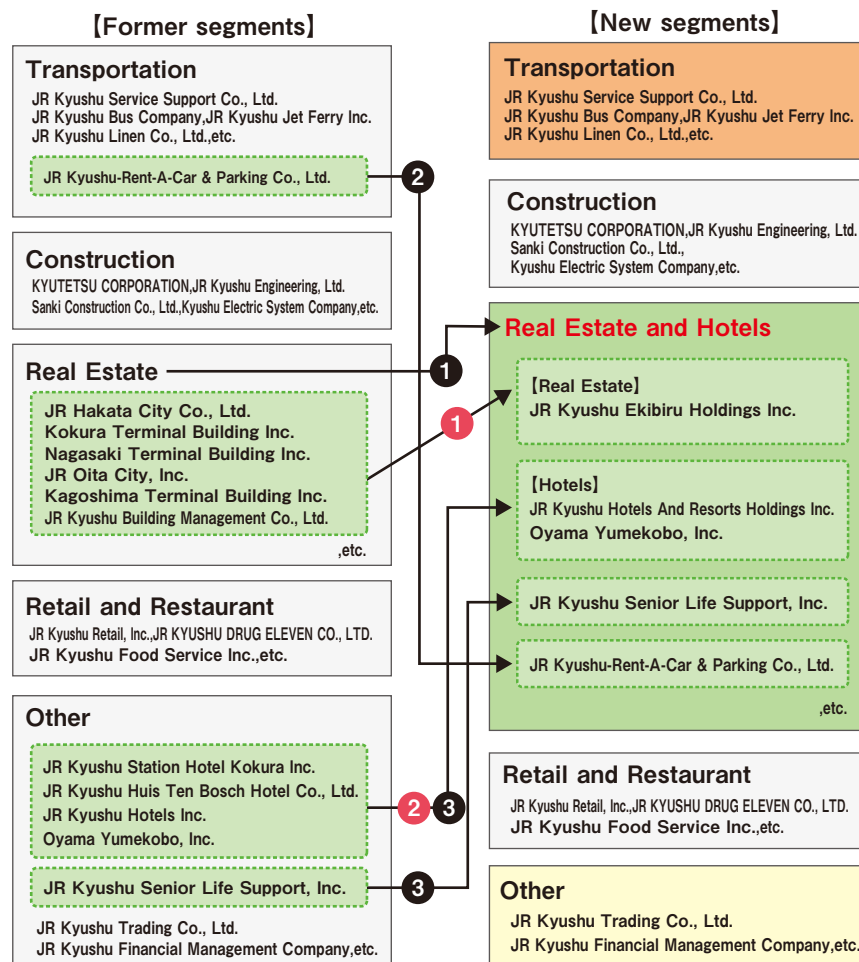 【Former segments】
Transportation
JR Kyushu Service Support Co., Ltd.
JR Kyushu Bus Company,JR Kyushu Jet Ferry Inc.
JR Kyushu Linen Co., Ltd.,etc.
JR Kyushu-Rent-A-Car & Parking Co., Ltd.
2
Construction
KYUTETSU CORPORATION,JR Kyushu Engineering, Ltd.
Sanki Construction Co., Ltd.,Kyushu Electric System Company,etc.
Real Estate
1
JR Hakata City Co., Ltd.
Kokura Terminal Building Inc.
Nagasaki Terminal Building Inc.
JR Oita City, Inc.
Kagoshima Terminal Building Inc.
JR Kyushu Building Management Co., Ltd.
,etc.
1
Retail and Restaurant
JR Kyushu Retail, Inc.,JR KYUSHU DRUG ELEVEN CO., LTD.
JR Kyushu Food Service Inc.,etc.
Other
JR Kyushu Station Hotel Kokura Inc.
JR Kyushu Huis Ten Bosch Hotel Co., Ltd.
JR Kyushu Hotels Inc.
Oyama Yumekobo, Inc.
2 3
JR Kyushu Senior Life Support, Inc.
3
JR Kyushu Trading Co., Ltd.
JR Kyushu Financial Management Company,etc.
【New segments】
Transportation
JR Kyushu Service Support Co., Ltd.
JR Kyushu Bus Company,JR Kyushu Jet Ferry Inc.
JR Kyushu Linen Co., Ltd.,etc.
Construction
KYUTETSU CORPORATION,JR Kyushu Engineering, Ltd.
Sanki Construction Co., Ltd.,
Kyushu Electric System Company,etc.
Real Estate and Hotels
【Real Estate】
JR Kyushu Ekibiru Holdings Inc.
【Hotels】
JR Kyushu Hotels And Resorts Holdings Inc.
Oyama Yumekobo, Inc.
JR Kyushu Senior Life Support, Inc.
JR Kyushu-Rent-A-Car & Parking Co., Ltd.
,etc.
Retail and Restaurant
JR Kyushu Retail, Inc.,JR KYUSHU DRUG ELEVEN CO., LTD.
JR Kyushu Food Service Inc.,etc.
Other
JR Kyushu Trading Co., Ltd.
JR Kyushu Financial Management Company,etc.